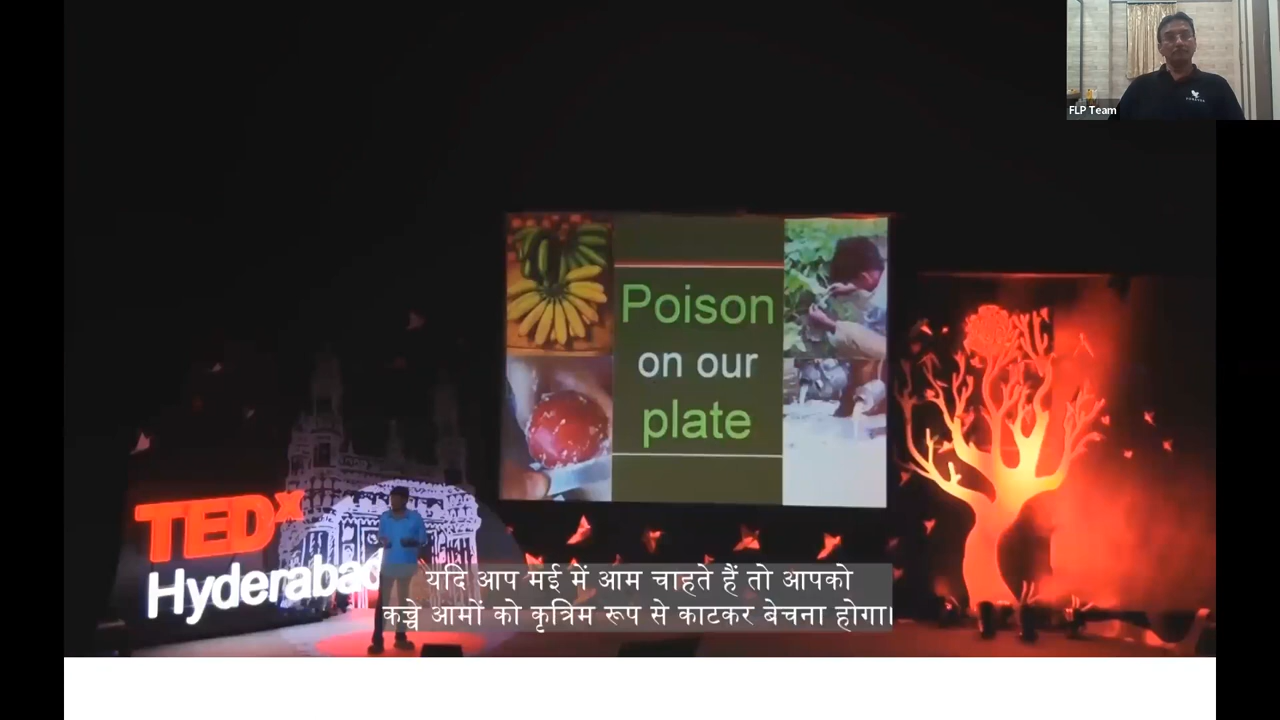 FLP Team
Poison
on our
plate
TEDx
Hyderabad
यदि आप मई में आम चाहते हैं तो आपको
कच्चे आमों को कृत्रिम रूप से काटकर बेचना होगा।